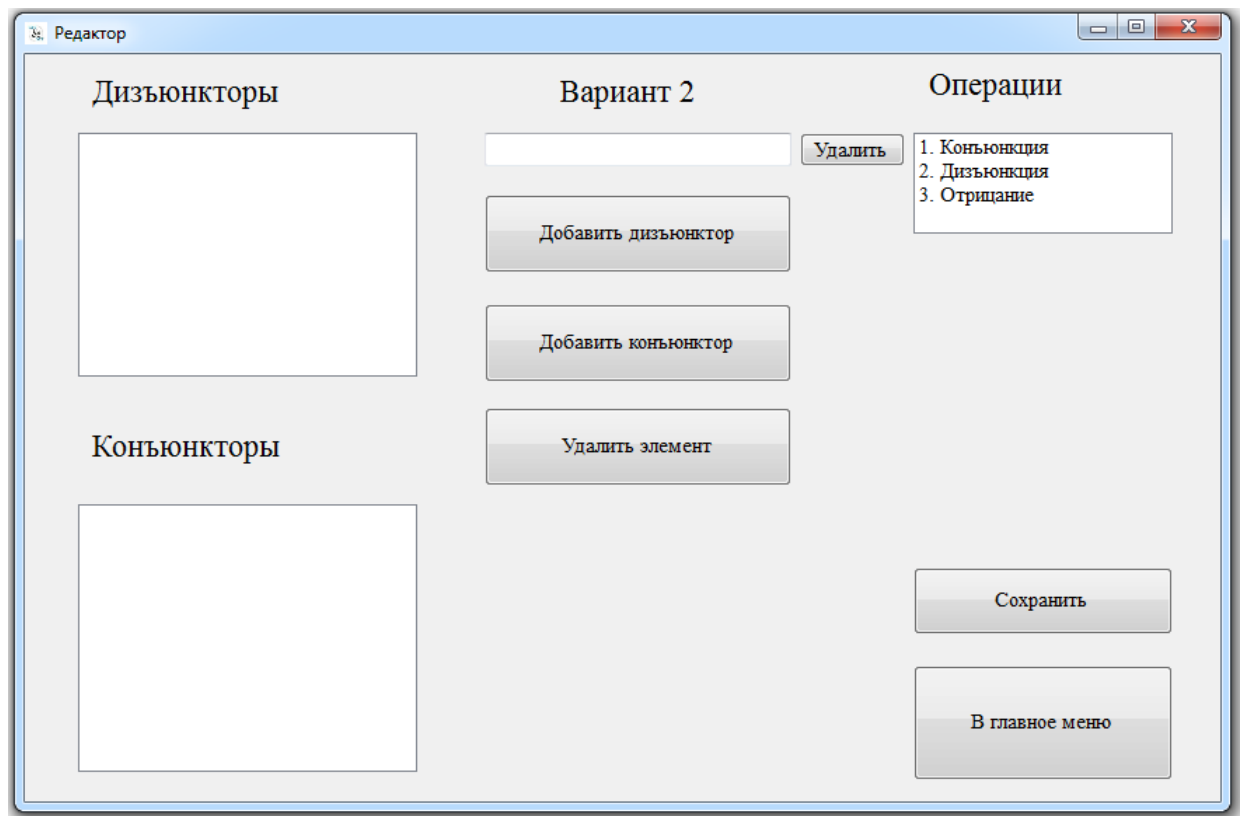 Редактор
Дизъюнкторы
Вариант 2
Операции
Удалить
1. Конъюнкция
2. Дизъюнкция
3. Отрицание
Добавить дизъюнктор
Добавить конъюнктор
Конъюнкторы
Удалить элемент
Сохранить
В главное меню